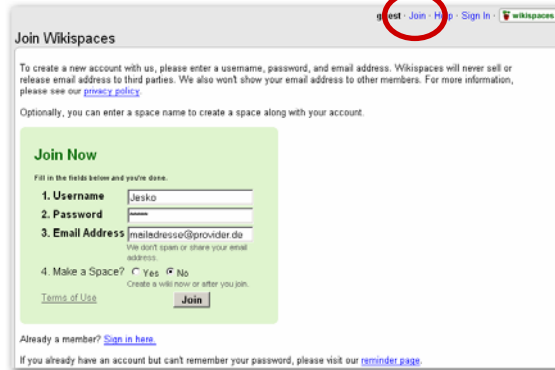 guest · Join · Help · Sign In · wikispaces
Join Wikispaces
To create a new account with us, please enter a username, password, and email address. Wikispaces will never sell or
release email address to third parties. We also won't show your email address to other members. For more information,
please see our privacy policy.
Optionally, you can enter a space name to create a space along with your account.
Join Now
Fill in the fields below and you're done.
1. Username Jesko
2. Password *****
3. Email Address mailadresse@provider.de
We don't spam or share your email
address.
4. Make a Space? Yes No
Create a wiki now or after you join.
Terms of Use Join
Already a member? Sign in here.
If you already have an account but can't remember your password, please visit our reminder page.